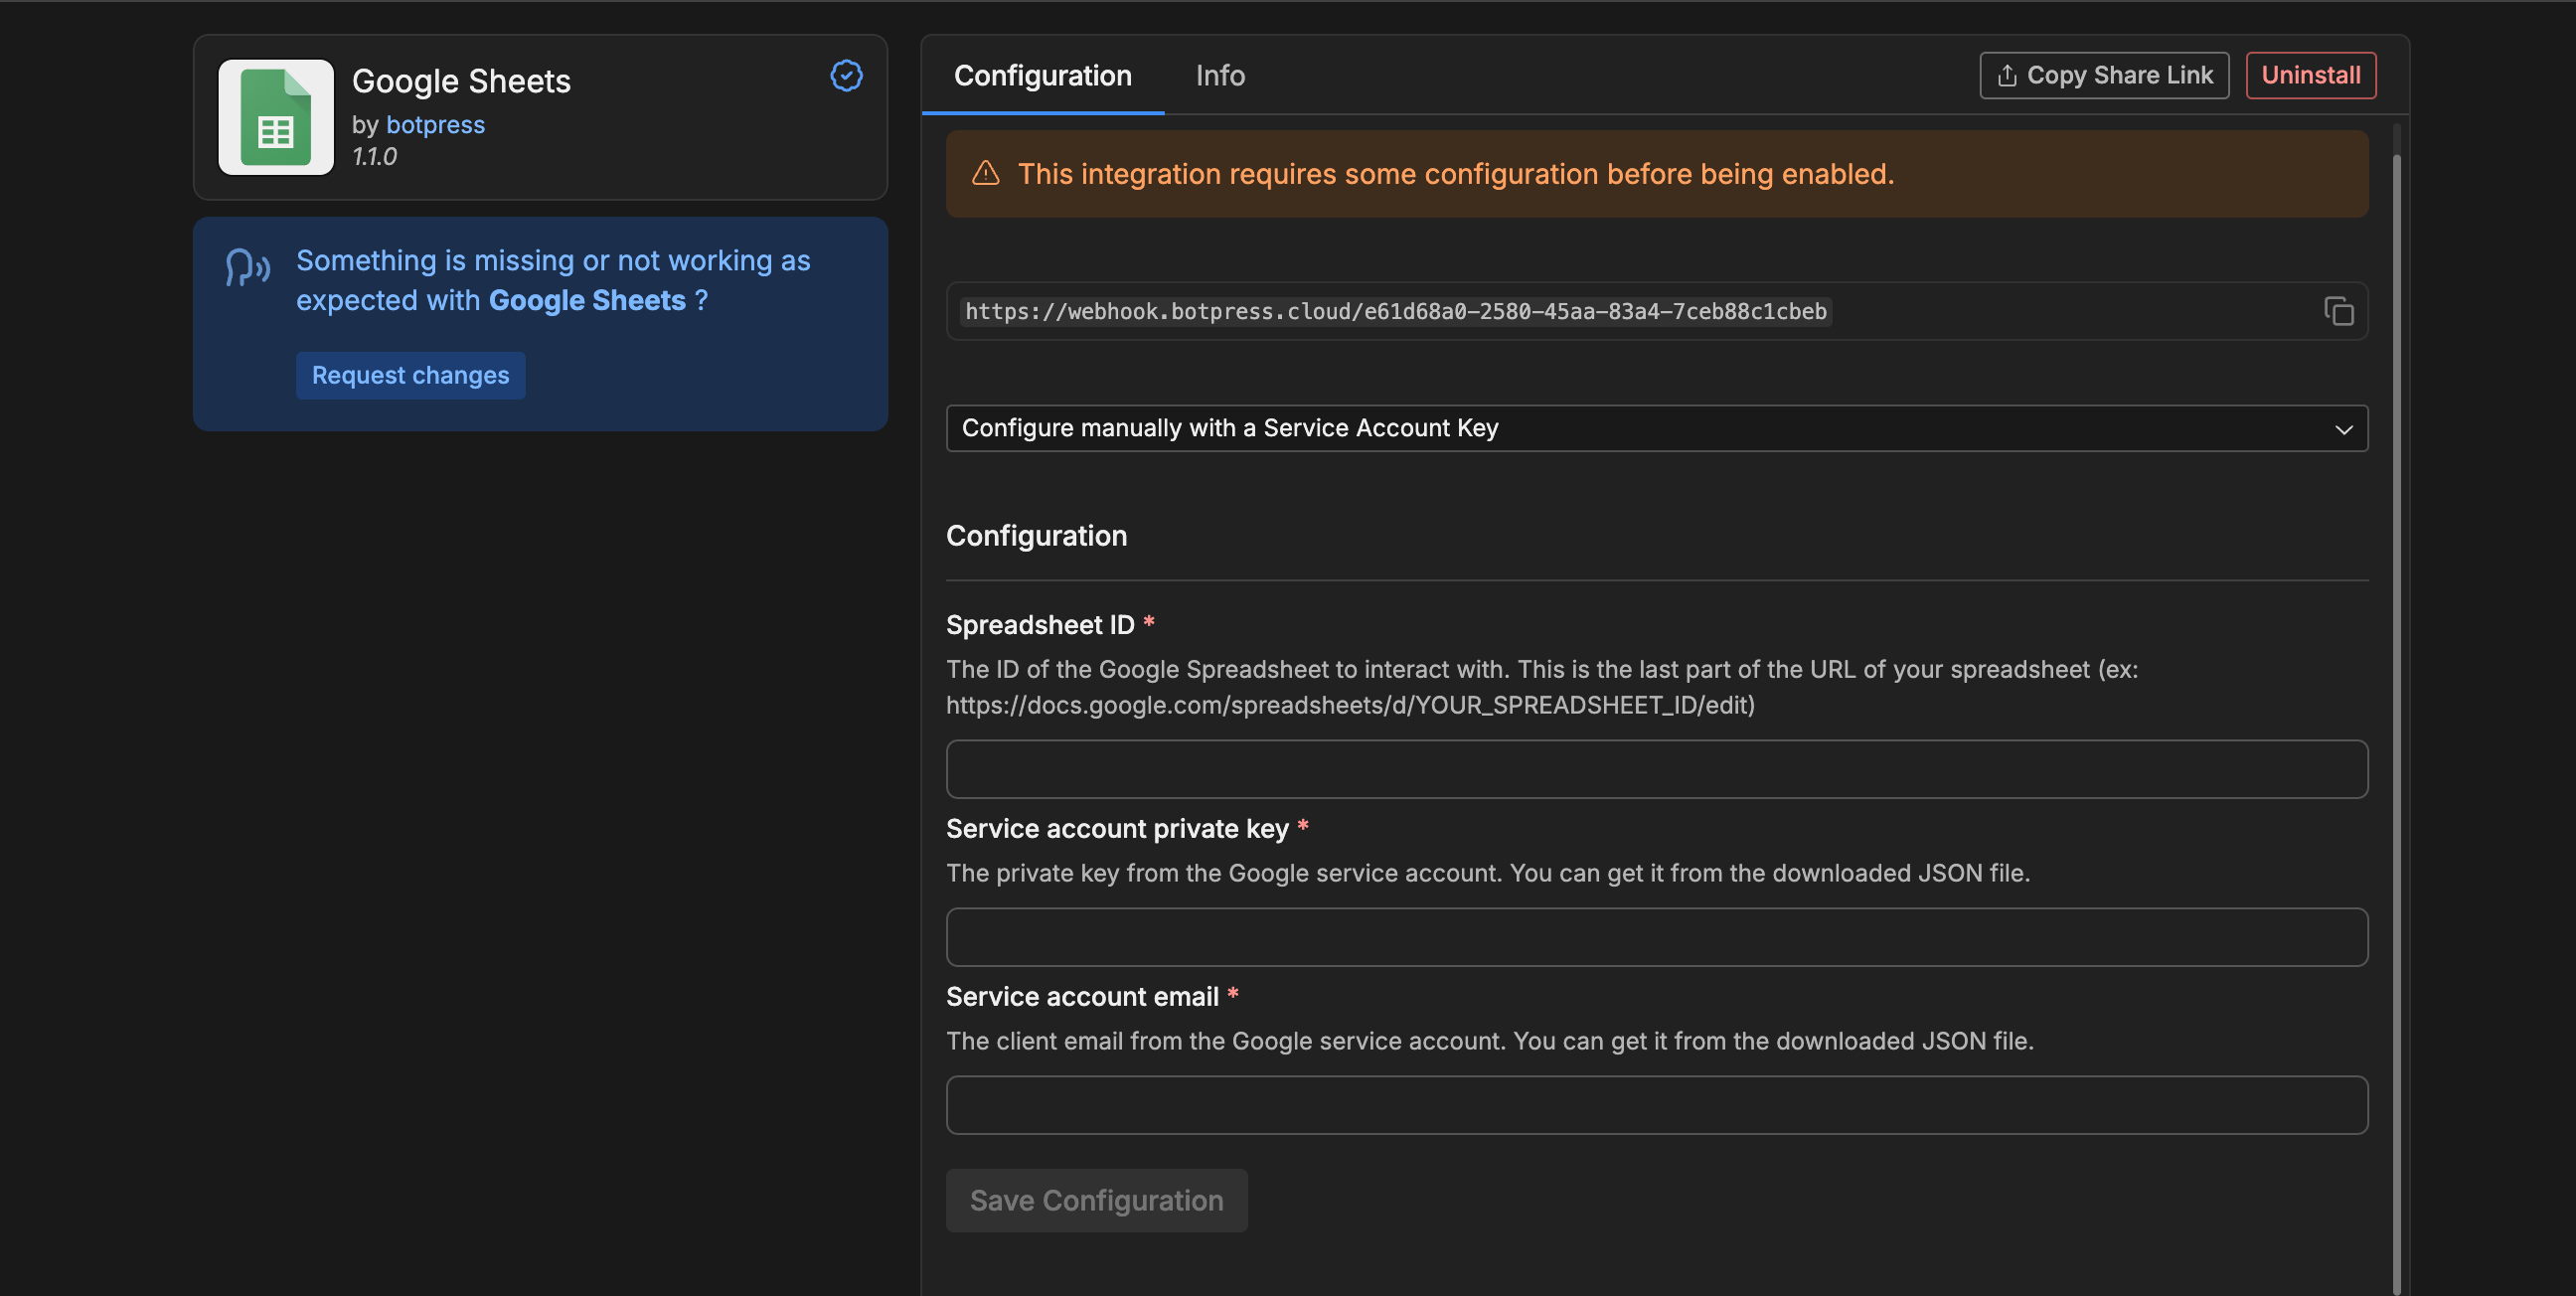 Google Sheets
by botpress
1.1.0
Something is missing or not working as
expected with Google Sheets ?
Request changes
Configuration
Info
Copy Share Link
Uninstall
This integration requires some configuration before being enabled.
https://webhook.botpress.cloud/e61d68a0-2580-45aa-83a4-7ceb88c1cbeb
Configure manually with a Service Account Key
Configuration
Spreadsheet ID *
The ID of the Google Spreadsheet to interact with. This is the last part of the URL of your spreadsheet (ex:
https://docs.google.com/spreadsheets/d/YOUR_SPREADSHEET_ID/edit)
Service account private key *
The private key from the Google service account. You can get it from the downloaded JSON file.
Service account email *
The client email from the Google service account. You can get it from the downloaded JSON file.
Save Configuration